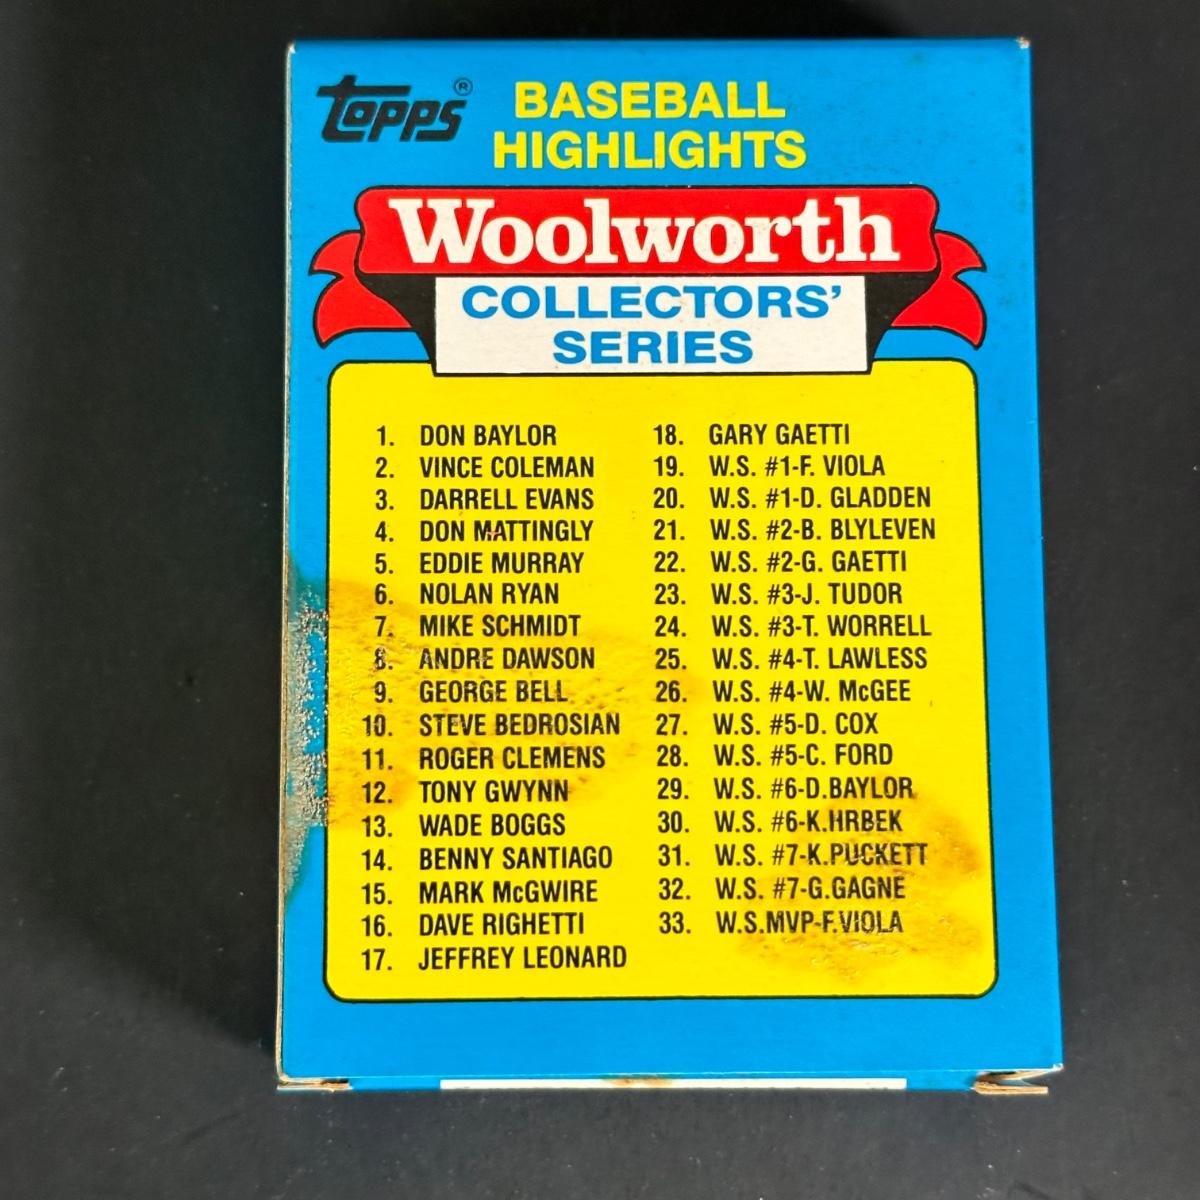 Topps®
BASEBALL
HIGHLIGHTS
Woolworth
COLLECTORS'
SERIES
1. DON BAYLOR
2. VINCE COLEMAN
3. DARRELL EVANS
4. DON MATTINGLY
5. EDDIE MURRAY
6. NOLAN RYAN
7. MIKE SCHMIDT
8. ANDRE DAWSON
9. GEORGE BELL
10. STEVE BEDROSIAN
11. ROGER CLEMENS
12. TONY GWYNN
13. WADE BOGGS
14. BENNY SANTIAGO
15. MARK McGWIRE
16. DAVE RIGHETTI
17. JEFFREY LEONARD
18. GARY GAETTI
19. W.S. #1-F. VIOLA
20. W.S. #1-D. GLADDEN
21. W.S. #2-B. BLYLEVEN
22. W.S. #2-G. GAETTI
23. W.S. #3-J. TUDOR
24. W.S. #3-T. WORRELL
25. W.S. #4-T. LAWLESS
26. W.S. #4-W. McGEE
27. W.S. #5-D. COX
28. W.S. #5-C. FORD
29. W.S. #6-D.BAYLOR
30. W.S. #6-K.HRBEK
31. W.S. #7-K.PUCKETT
32. W.S. #7-G.GAGNE
33. W.S.MVP-F.VIOLA